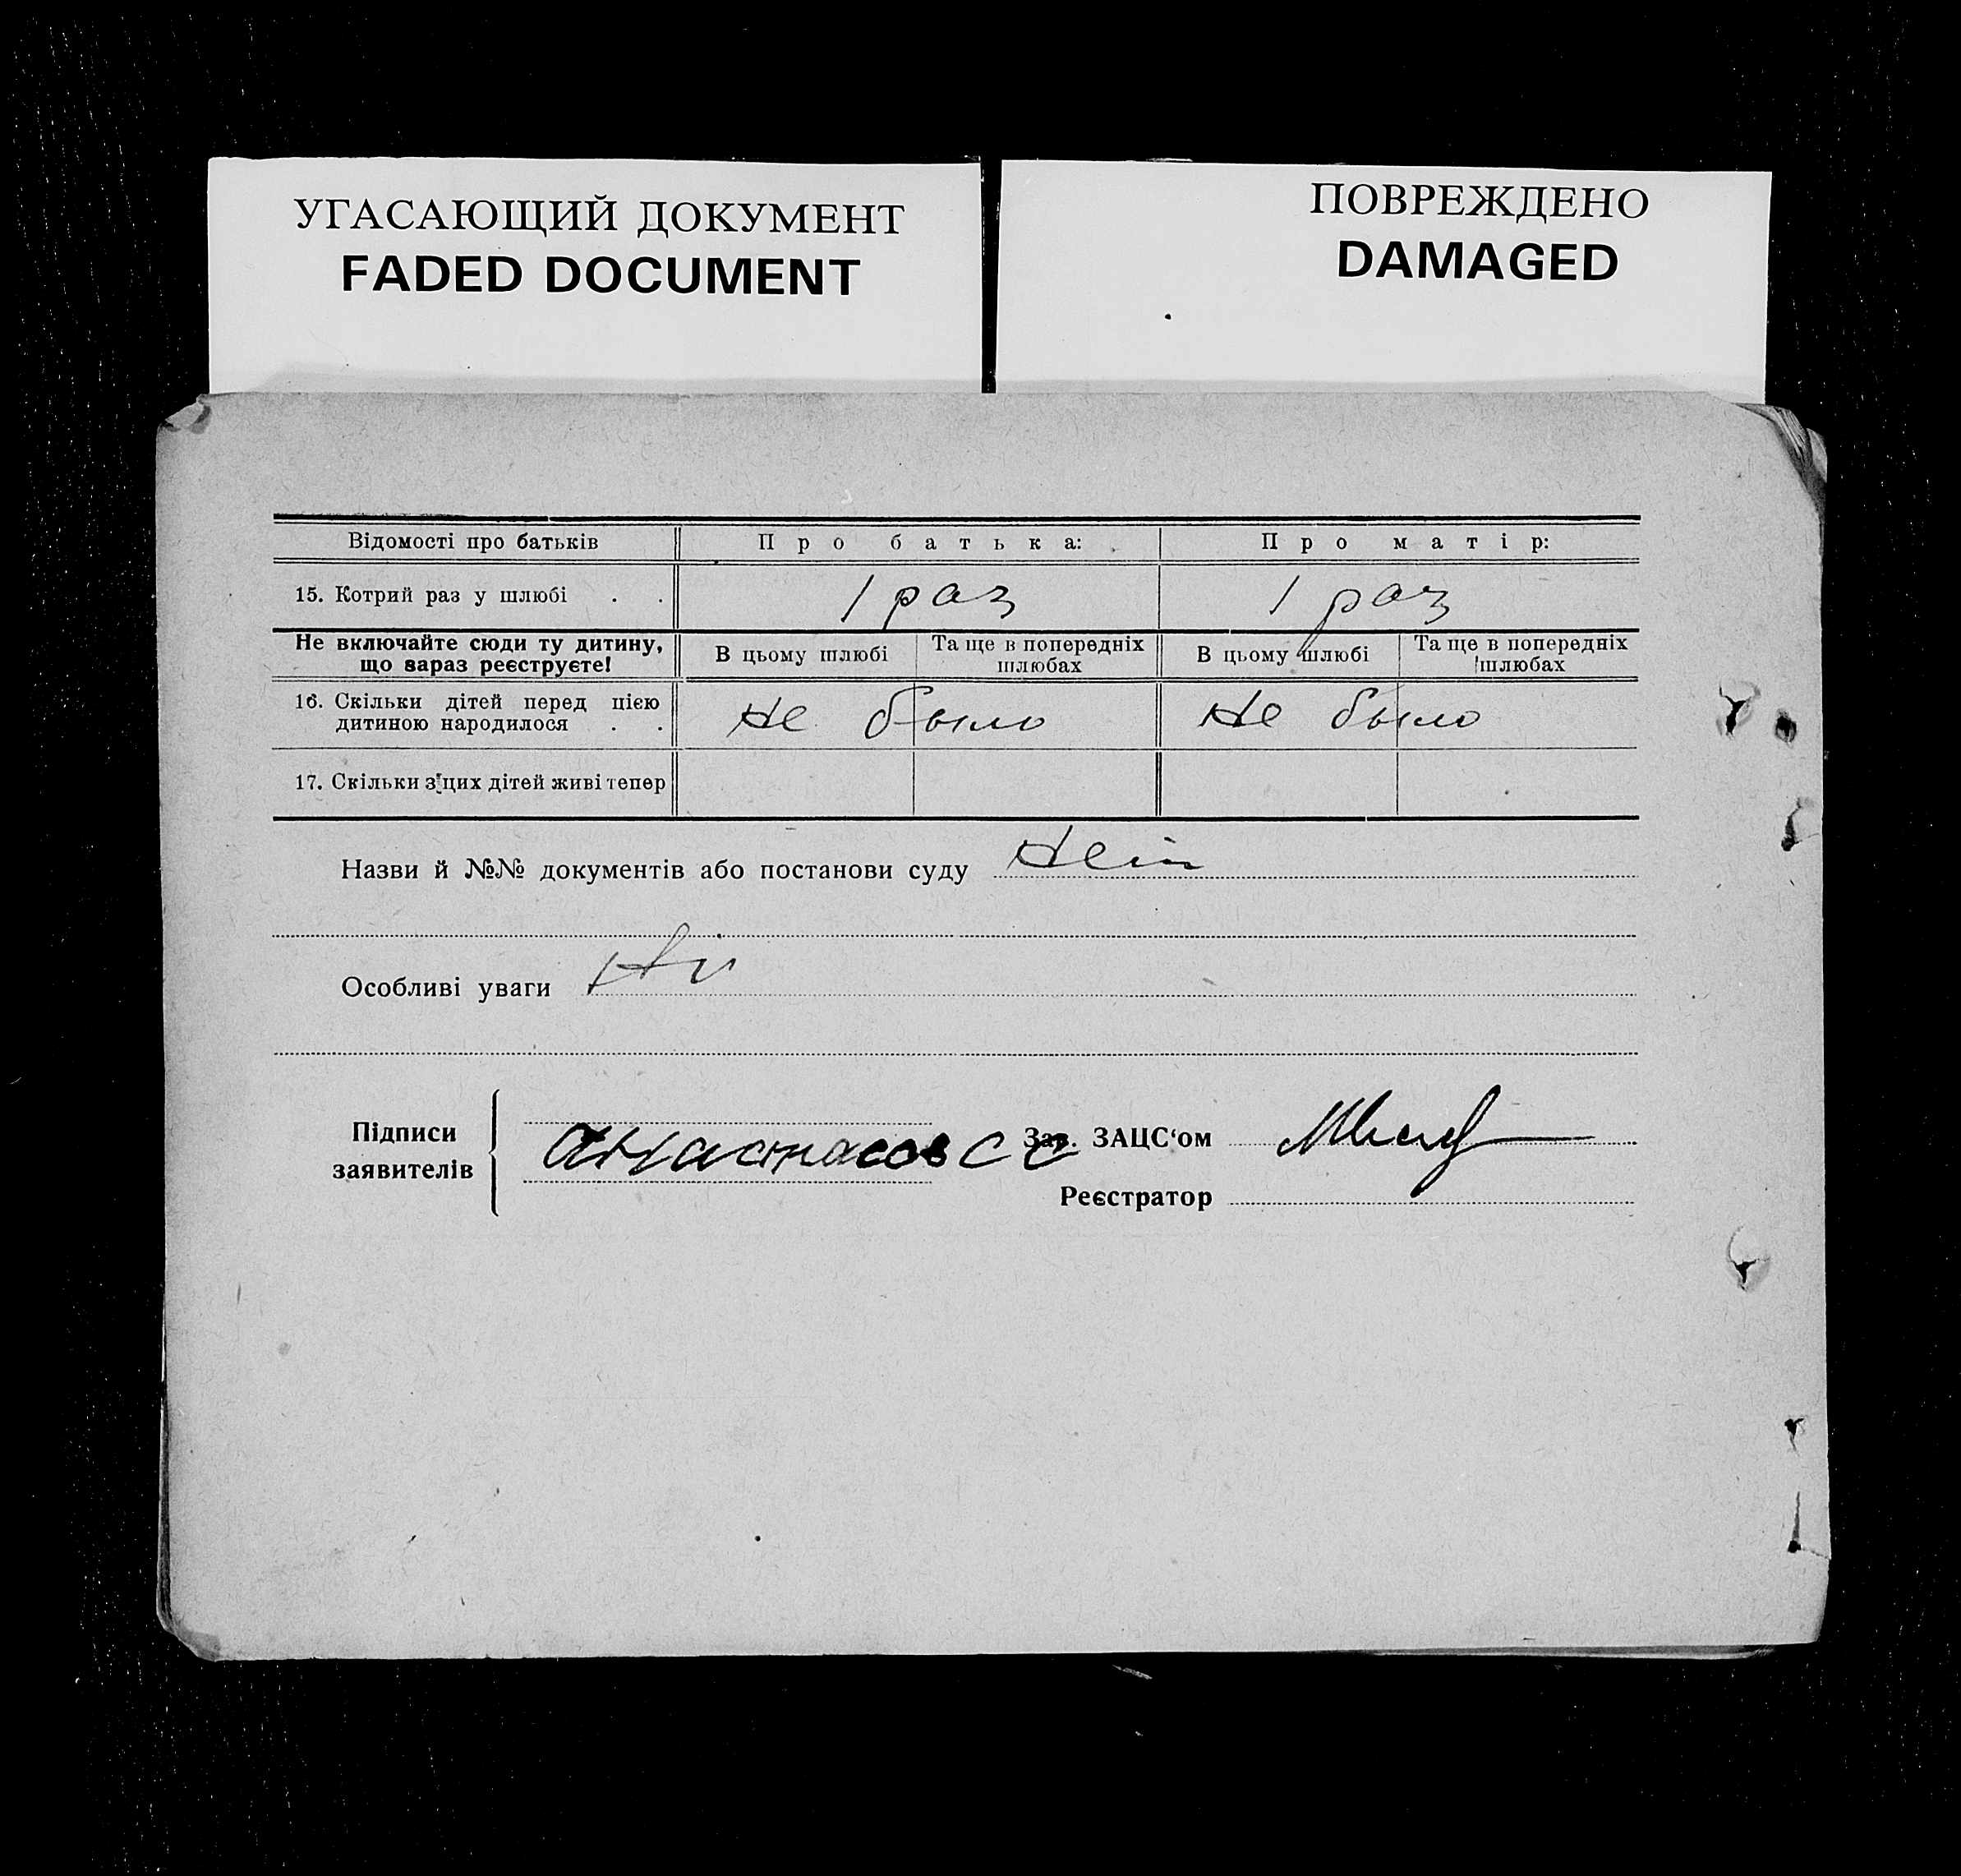 УГАСАЮЩИЙ ДОКУМЕНТ
FADED DOCUMENT
ПОВРЕЖДЕНО
DAMAGED
Відомості про батьків Про батька: Про матір:
15. Котрий раз у шлюбі . . 1 раз 1 раз
Не включайте сюди ту дитину, що зараз реєструєте! В цьому шлюбі Та ще в попередніх шлюбах В цьому шлюбі Та ще в попередніх шлюбах
16. Скільки дітей перед цією
дитиною народилося . . Не было Не было
17. Скільки з цих дітей живі тепер
Назви й №№ документів або постанови суду Нет
Особливі уваги
Підписи
заявителів
Анастасов С С
Зав. ЗАЦС‘ом
Реєстратор